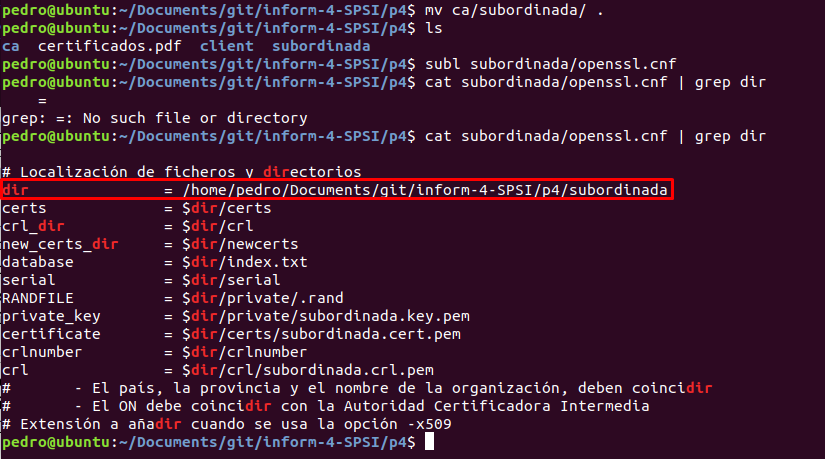 pedro@ubuntu:~/Documents/git/inform-4-SPSI/p4$ mv ca/subordinada/ .
pedro@ubuntu:~/Documents/git/inform-4-SPSI/p4$ ls
ca  certificados.pdf  client  subordinada
pedro@ubuntu:~/Documents/git/inform-4-SPSI/p4$ subl subordinada/openssl.cnf
pedro@ubuntu:~/Documents/git/inform-4-SPSI/p4$ cat subordinada/openssl.cnf | grep dir
    =
grep: =: No such file or directory
pedro@ubuntu:~/Documents/git/inform-4-SPSI/p4$ cat subordinada/openssl.cnf | grep dir
# Localización de ficheros y directorios
dir               = /home/pedro/Documents/git/inform-4-SPSI/p4/subordinada
certs             = $dir/certs
crl_dir           = $dir/crl
new_certs_dir     = $dir/newcerts
database          = $dir/index.txt
serial            = $dir/serial
RANDFILE          = $dir/private/.rand
private_key       = $dir/private/subordinada.key.pem
certificate       = $dir/certs/subordinada.cert.pem
crlnumber         = $dir/crlnumber
crl               = $dir/crl/subordinada.crl.pem
#       - El país, la provincia y el nombre de la organización, deben coincidir
#       - El ON debe coincidir con la Autoridad Certificadora Intermedia
# Extensión a añadir cuando se usa la opción -x509
pedro@ubuntu:~/Documents/git/inform-4-SPSI/p4$